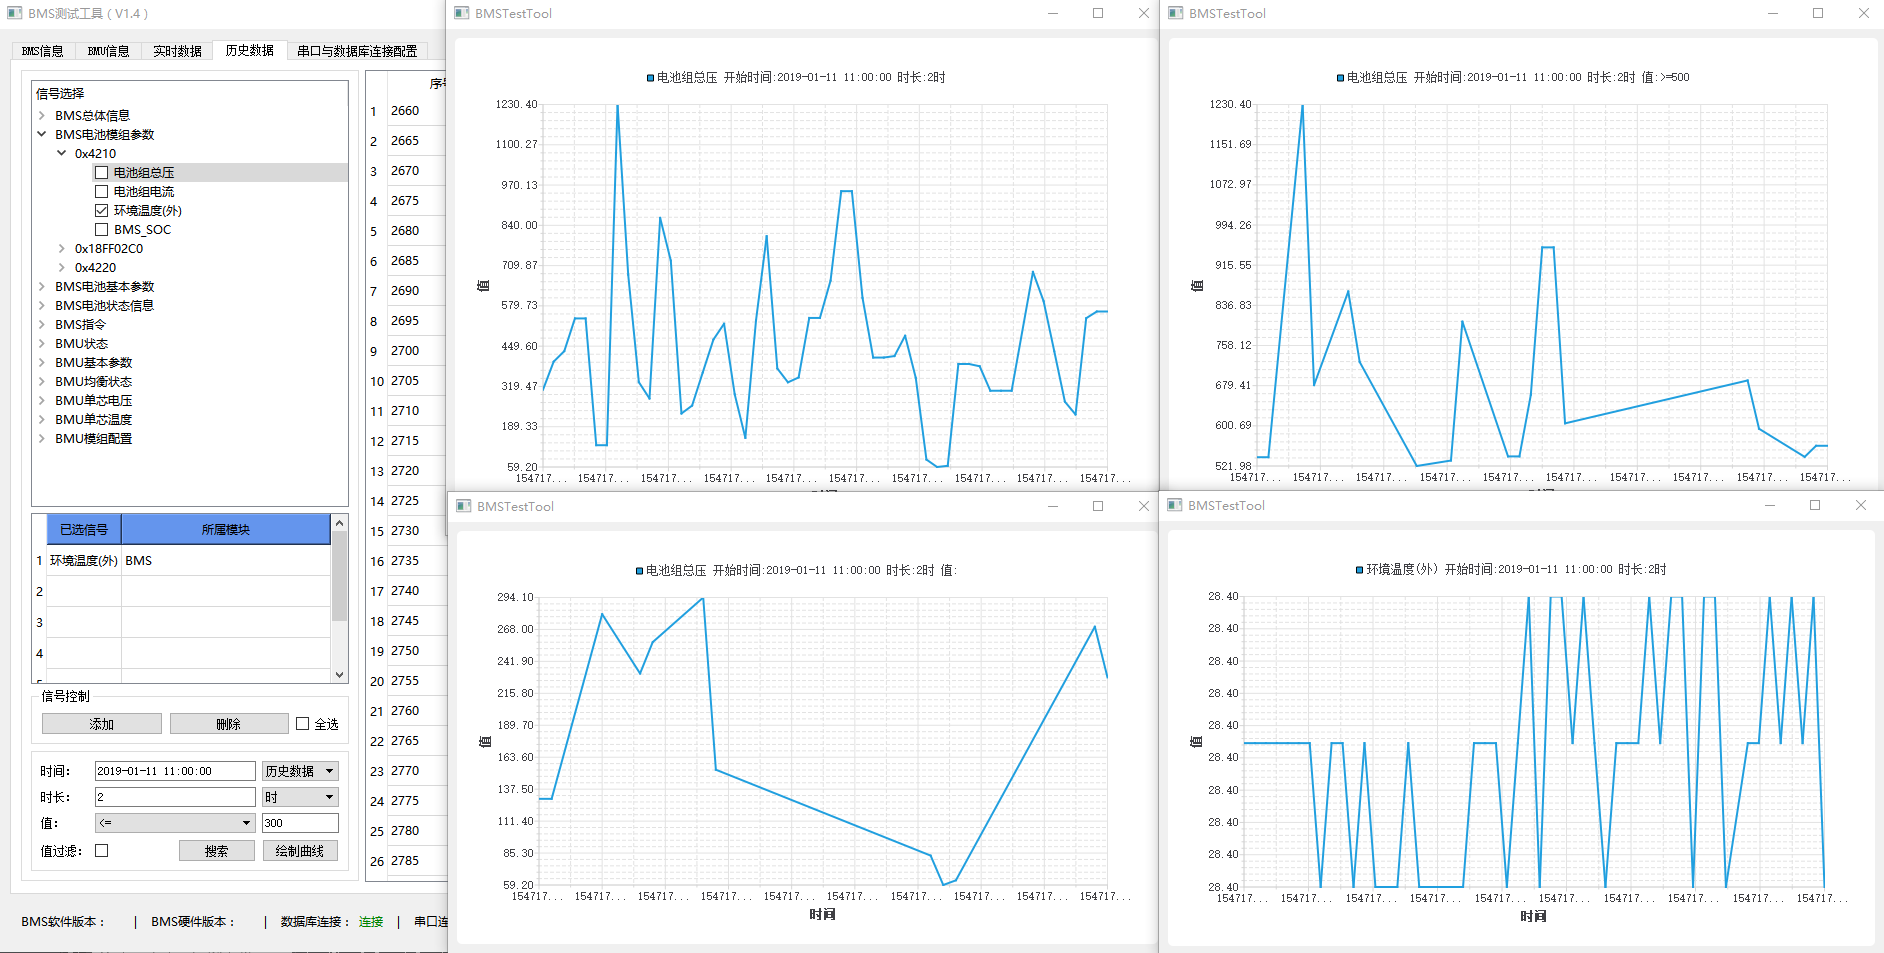 BMS测试工具（V1.4）
BMS信息
BMU信息
实时数据
历史数据
串口与数据库连接配置
信号选择
BMS总体信息
BMS电池模组参数
0x4210
电池组总压
电池组电流
环境温度(外)
BMS_SOC
0x18FF02C0
0x4220
BMS电池基本参数
BMS电池状态信息
BMS指令
BMU状态
BMU基本参数
BMU均衡状态
BMU单芯电压
BMU单芯温度
BMU模组配置
已选信号 所属模块
1 环境温度(外) BMS
2
3
4
信号控制
添加 删除 全选
时间： 2019-01-11 11:00:00 历史数据
时长： 2 时
值： <= 300
值过滤： 搜索 绘制曲线
BMS软件版本： | BMS硬件版本： | 数据库连接： 连接 | 串口连
序号
1 2660
2 2665
3 2670
4 2675
5 2680
6 2685
7 2690
8 2695
9 2700
10 2705
11 2710
12 2715
13 2720
14 2725
15 2730
16 2735
17 2740
18 2745
19 2750
20 2755
21 2760
22 2765
23 2770
24 2775
25 2780
26 2785
BMSTestTool
电池组总压 开始时间:2019-01-11 11:00:00 时长:2时
值
1230.40
1100.27
970.13
840.00
709.87
579.73
449.60
319.47
189.33
59.20
154717... 154717... 154717... 154717... 154717... 154717... 154717... 154717... 154717... 154717...
BMSTestTool
电池组总压 开始时间:2019-01-11 11:00:00 时长:2时 值:>=500
值
1230.40
1151.69
1072.97
994.26
915.55
836.83
758.12
679.41
600.69
521.98
154717... 154717... 154717... 154717... 154717... 154717... 154717... 154717... 154717... 154717...
BMSTestTool
电池组总压 开始时间:2019-01-11 11:00:00 时长:2时 值:
值
294.10
268.00
241.90
215.80
189.70
163.60
137.50
111.40
85.30
59.20
154717... 154717... 154717... 154717... 154717... 154717... 154717... 154717... 154717... 154717...
时间
BMSTestTool
环境温度(外) 开始时间:2019-01-11 11:00:00 时长:2时
值
28.40
28.40
28.40
28.40
28.40
28.40
28.40
28.40
28.40
28.40
154717... 154717... 154717... 154717... 154717... 154717... 154717... 154717... 154717... 154717...
时间